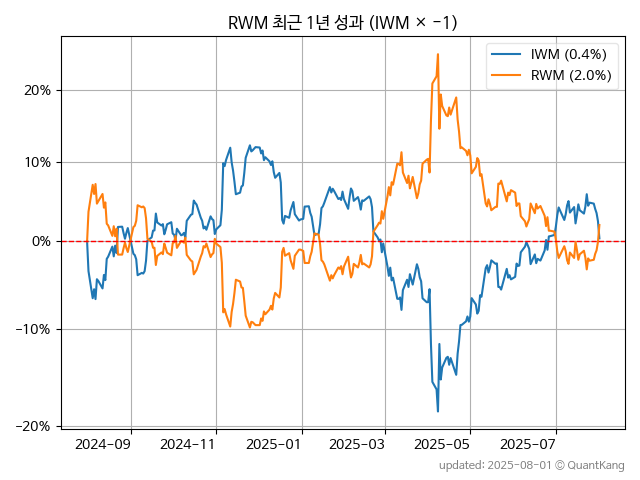 RWM 최근 1년 성과 (IWM × −1)
IWM (0.4%)
RWM (2.0%)
20%
10%
0%
−10%
−20%
2024-09
2024-11
2025-01
2025-03
2025-05
2025-07
updated: 2025-08-01 © QuantKang